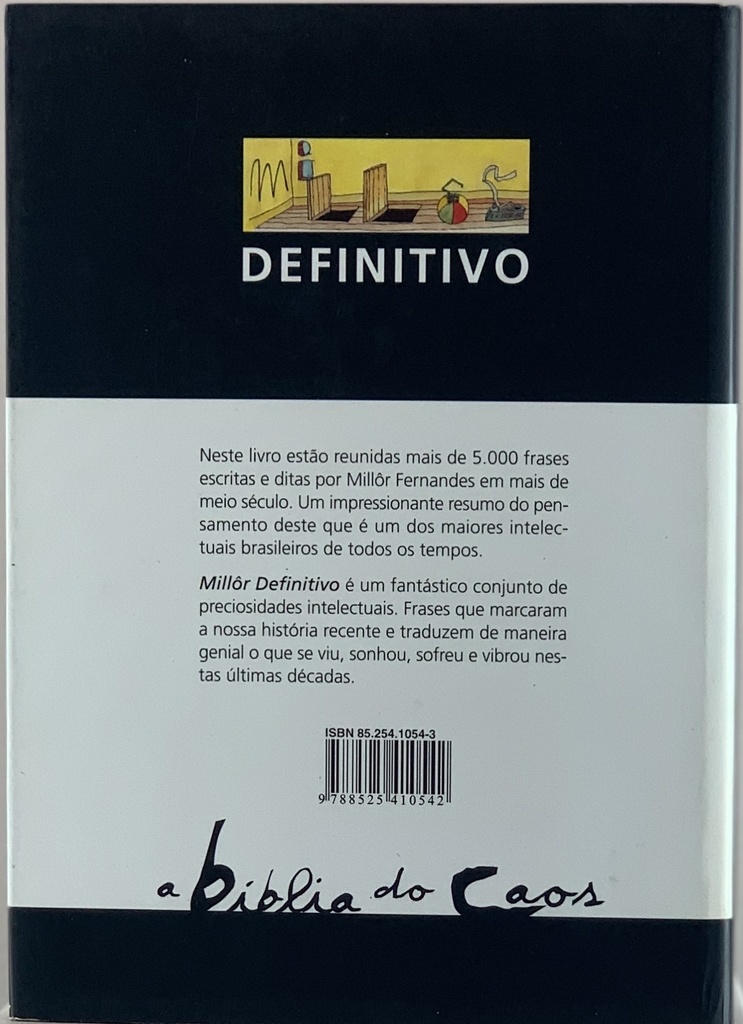 DEFINITIVO
Neste livro estão reunidas mais de 5.000 frases
escritas e ditas por Millôr Fernandes em mais de
meio século. Um impressionante resumo do pen-
samento deste que é um dos maiores intelec-
tuais brasileiros de todos os tempos.
Millôr Definitivo é um fantástico conjunto de
preciosidades intelectuais. Frases que marcaram
a nossa história recente e traduzem de maneira
genial o que se viu, sonhou, sofreu e vibrou nes-
tas últimas décadas.
ISBN 85.254.1054-3
9 788525 410542
a bíblia do caos